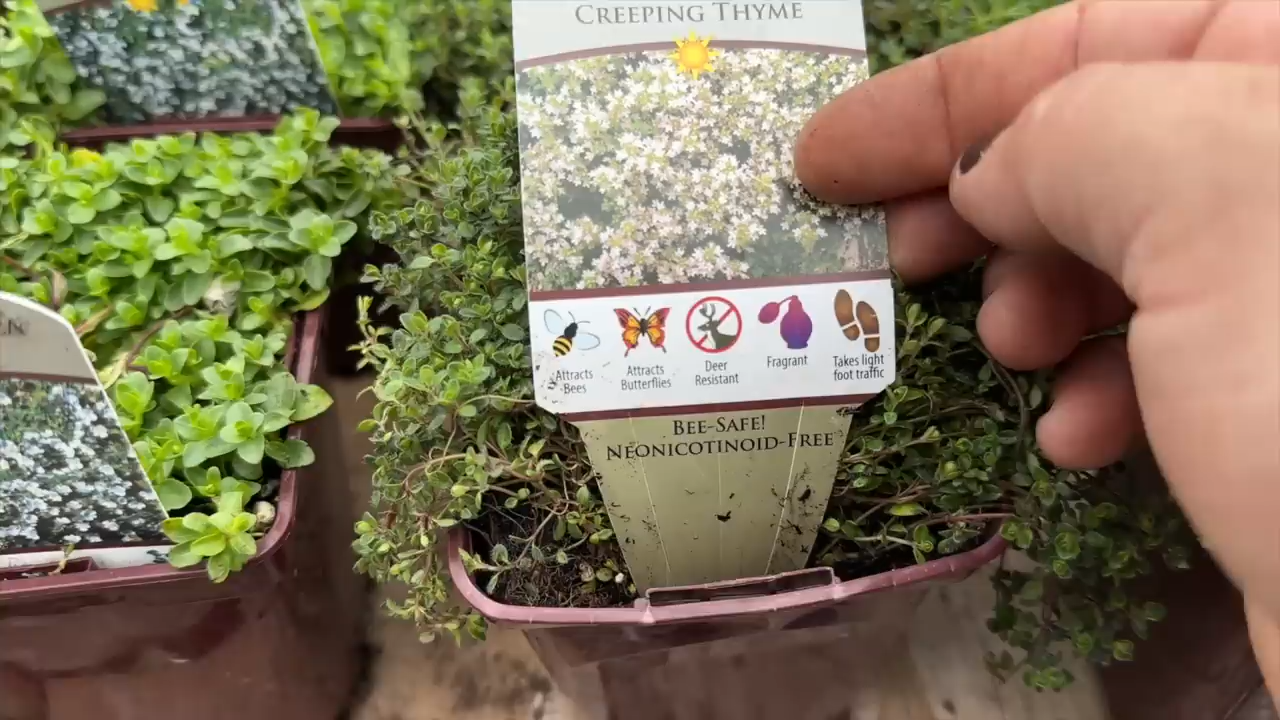 CREEPING THYME
Attracts
Bees
Attracts
Butterflies
Deer
Resistant
Fragrant
Takes light
foot traffic
BEE-SAFE!
NEONICOTINOID-FREE